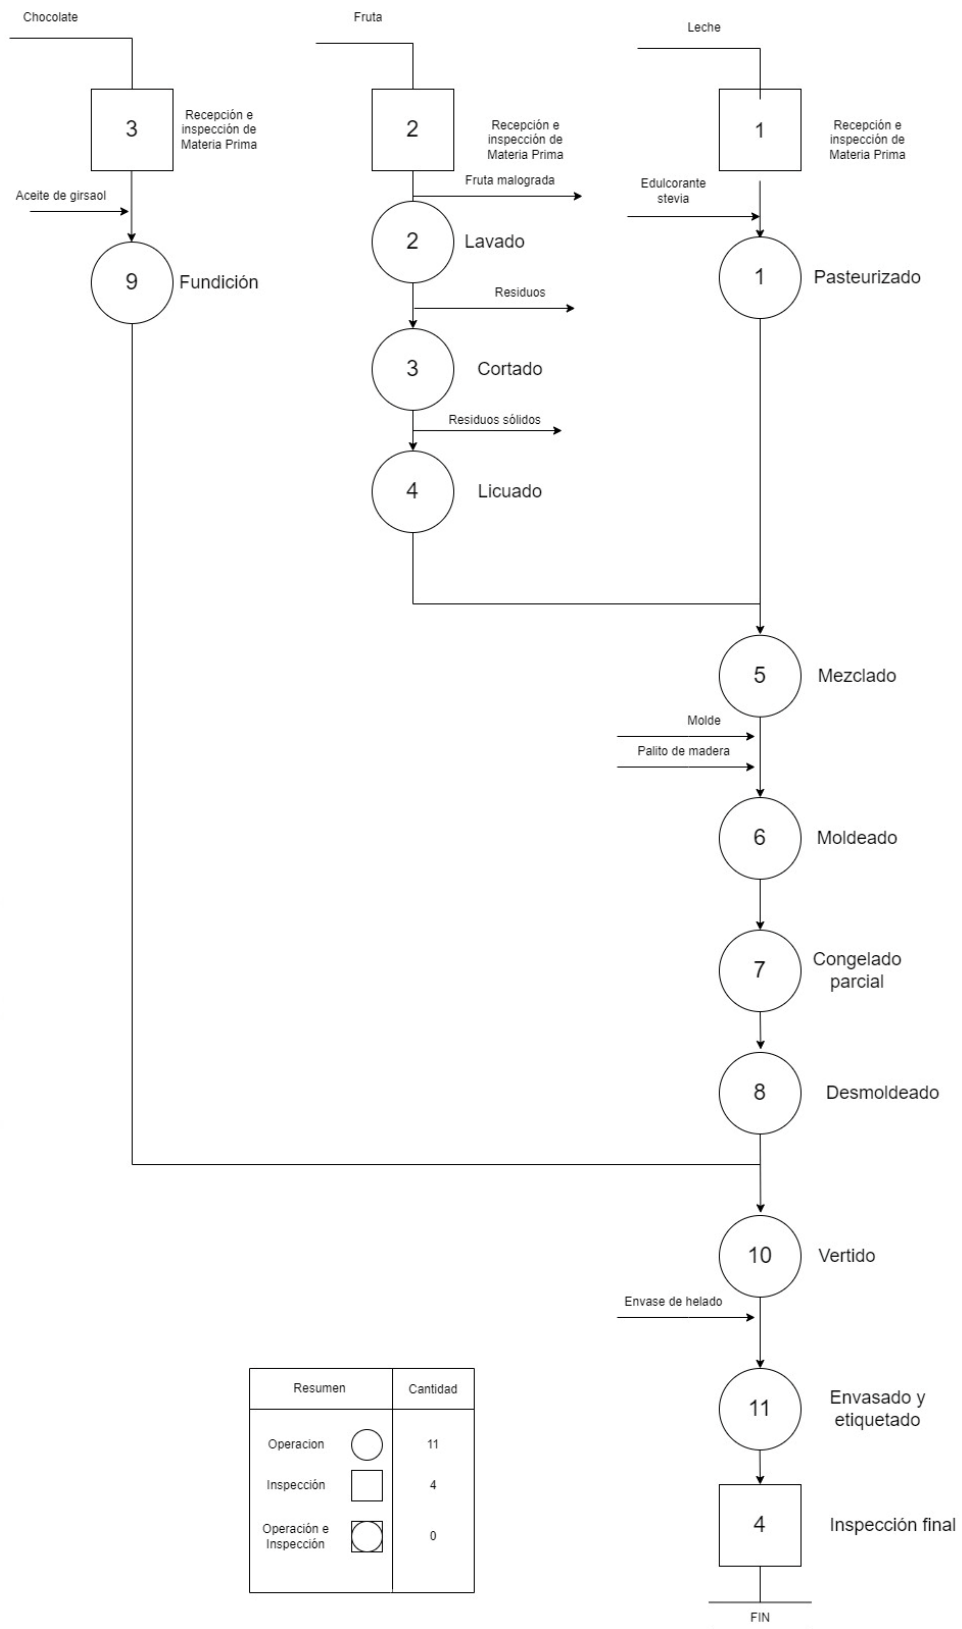 Chocolate
Fruta
Leche
3
Recepción e
inspección de
Materia Prima
2
Recepción e
inspección de
Materia Prima
1
Recepción e
inspección de
Materia Prima
Aceite de girsaol
Fruta malograda
Edulcorante
stevia
9
Fundición
2
Lavado
1
Pasteurizado
Residuos
3
Cortado
Residuos sólidos
4
Licuado
5
Mezclado
Molde
Palito de madera
6
Moldeado
7
Congelado
parcial
8
Desmoldeado
10
Vertido
Envase de helado
11
Envasado y
etiquetado
4
Inspección final
FIN
Resumen
Cantidad
Operacion
11
Inspección
4
Operación e
Inspección
0